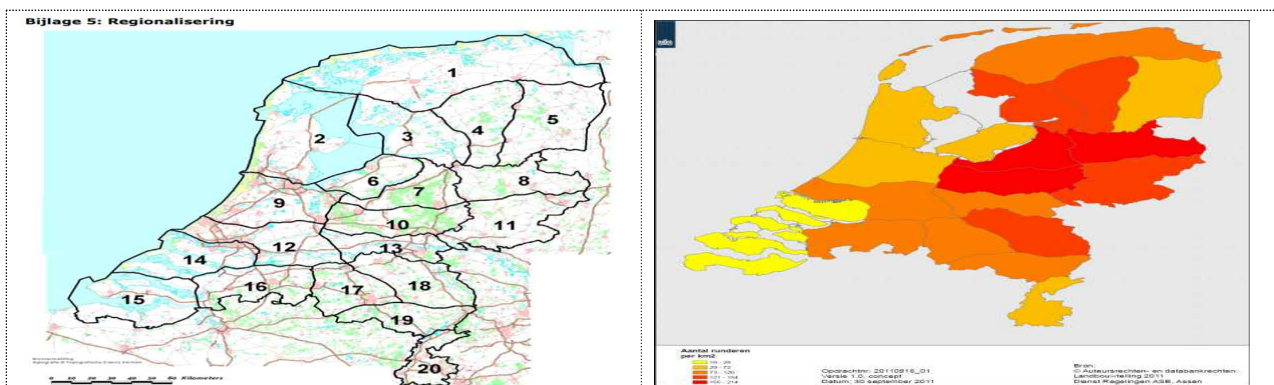 Bijlage 5: Regionalisering
1
2
3
4
5
6
7
8
9
10
11
12
13
14
15
16
17
18
19
20
Kilometers
Aantal runderen
per km2
Opdrachtnr: 20110916_01
Versie 1.0, concept
Datum: 30 september 2011
Bron:
© Auteursrechten- en databankrechten
Landbouwtelling 2011
Dienst Regelingen ASB, Assen